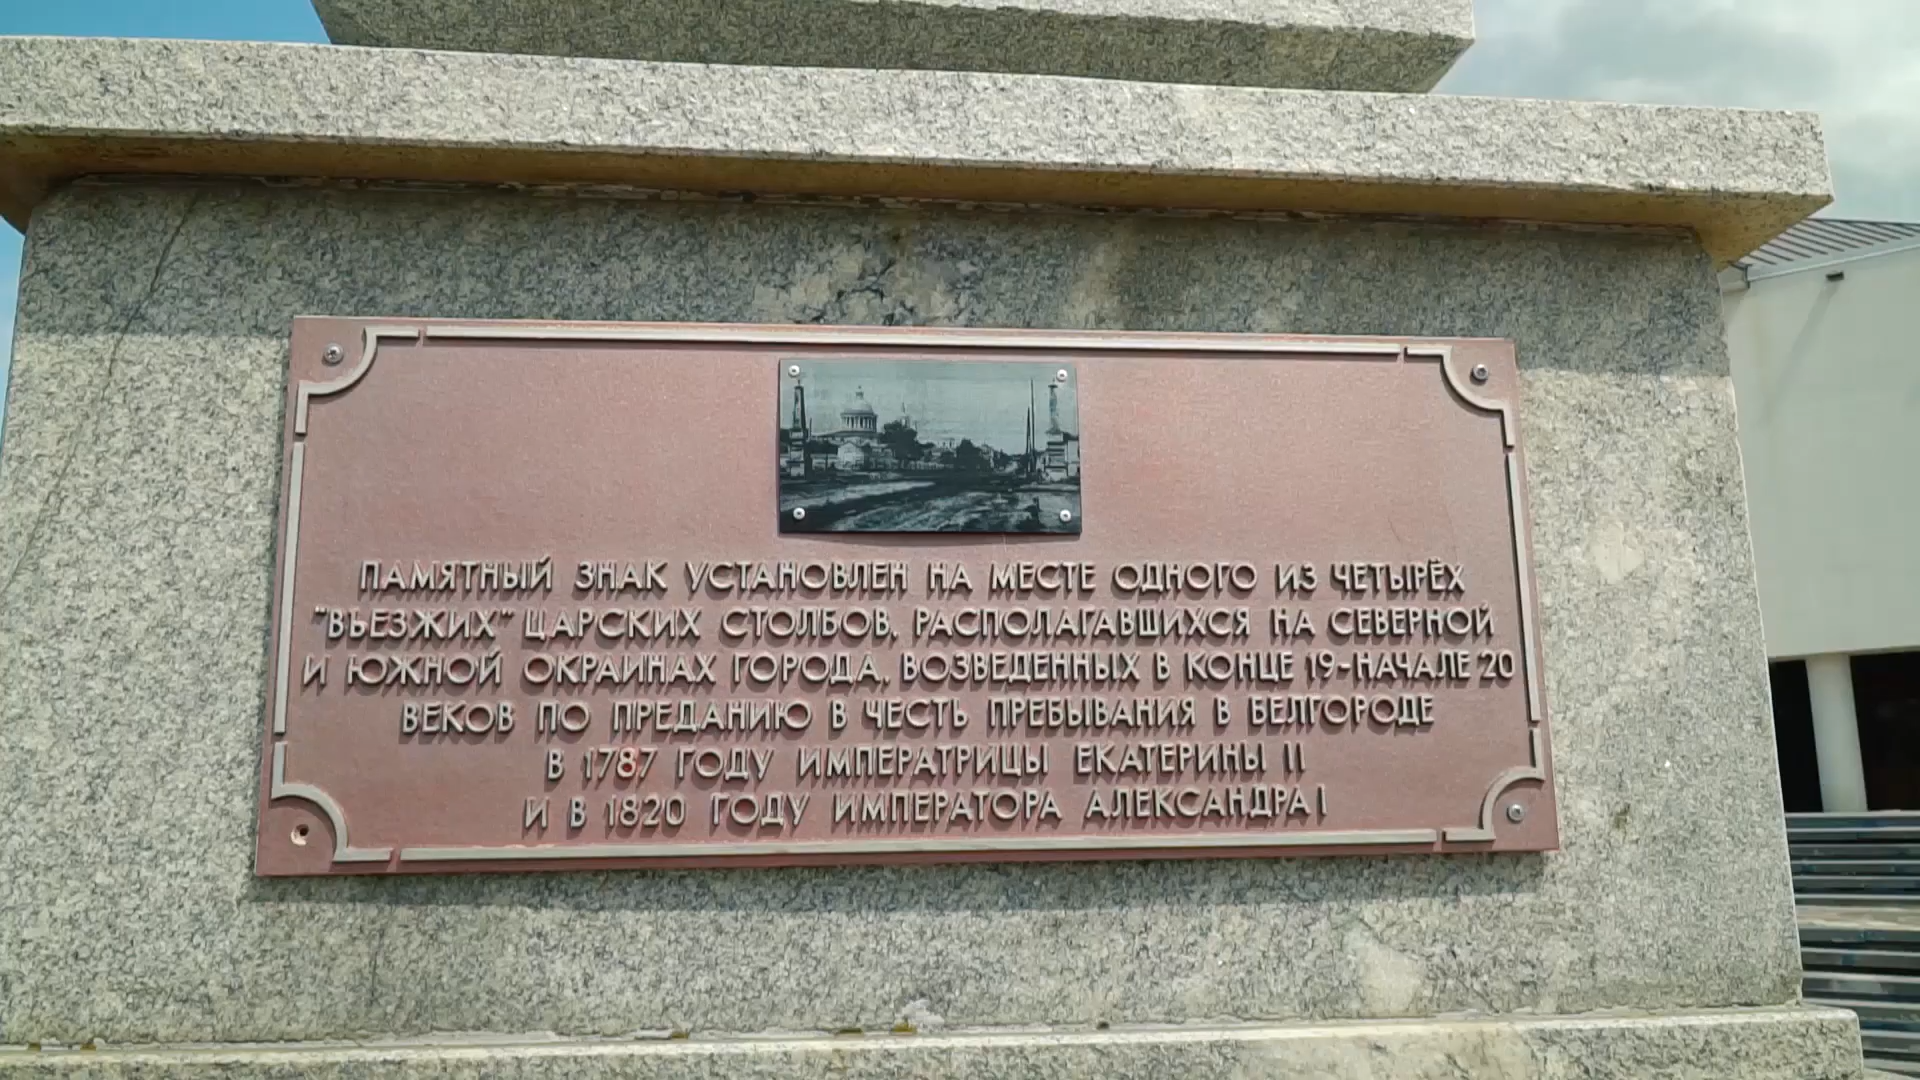 ПАМЯТНЫЙ ЗНАК УСТАНОВЛЕН НА МЕСТЕ ОДНОГО ИЗ ЧЕТЫРЁХ
"ВЪЕЗЖИХ" ЦАРСКИХ СТОЛБОВ, РАСПОЛАГАВШИХСЯ НА СЕВЕРНОЙ
И ЮЖНОЙ ОКРАИНАХ ГОРОДА, ВОЗВЕДЕННЫХ В КОНЦЕ 19-НАЧАЛЕ 20
ВЕКОВ ПО ПРЕДАНИЮ В ЧЕСТЬ ПРЕБЫВАНИЯ В БЕЛГОРОДЕ
В 1787 ГОДУ ИМПЕРАТРИЦЫ ЕКАТЕРИНЫ II
И В 1820 ГОДУ ИМПЕРАТОРА АЛЕКСАНДРА I